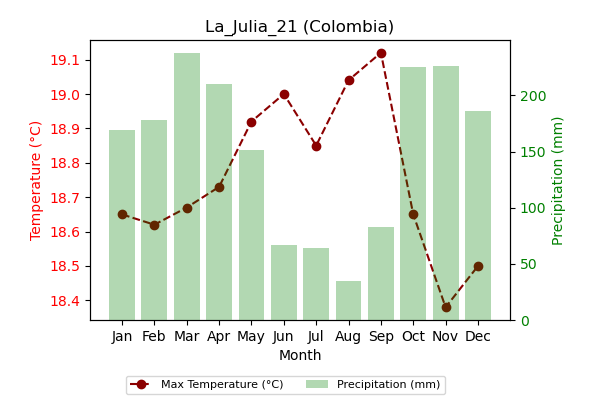 La_Julia_21 (Colombia)
19.1
19.0
18.9
18.8
18.7
18.6
18.5
18.4
Temperature (°C)
200
150
100
50
0
Precipitation (mm)
Jan Feb Mar Apr May Jun Jul Aug Sep Oct Nov Dec
Month
Max Temperature (°C) Precipitation (mm)